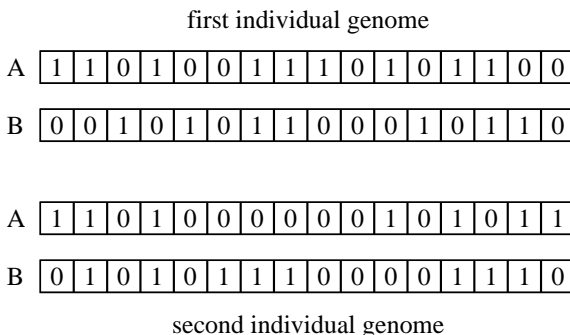 first individual genome
A 1 1 0 1 0 0 1 1 1 0 1 0 1 1 0 0
B 0 0 1 0 1 0 1 1 0 0 0 1 0 1 1 0
A 1 1 0 1 0 0 0 0 0 0 1 0 1 0 1 1
B 0 1 0 1 0 1 1 1 0 0 0 0 1 1 1 0
second individual genome